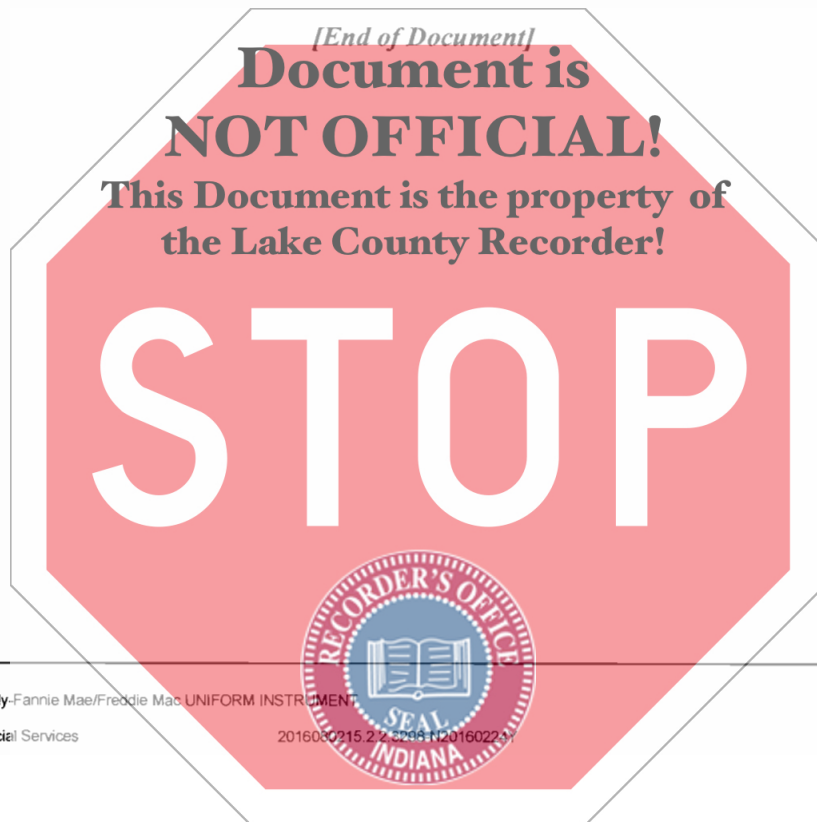 [End of Document]
Document is
NOT OFFICIAL!
This Document is the property of
the Lake County Recorder!
STOP
RECORDER'S OFFICE
SEAL
INDIANA
y-Fannie Mae/Freddie Mac UNIFORM INSTRUMENT
cial Services